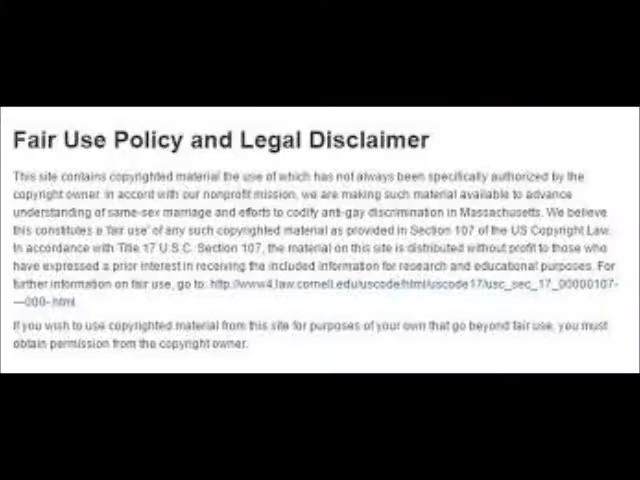 Fair Use Policy and Legal Disclaimer
This site contains copyrighted material the use of which has not always been specifically authorized by the
copyright owner. In accord with our nonprofit mission, we are making such material available to advance
understanding of same-sex marriage and efforts to codify anti-gay discrimination in Massachusetts. We believe
this constitutes a 'fair use' of any such copyrighted material as provided in Section 107 of the US Copyright Law.
In accordance with Title 17 U.S.C. Section 107, the material on this site is distributed without profit to those who
have expressed a prior interest in receiving the included information for research and educational purposes. For
further information on fair use, go to: http://www4.law.cornell.edu/uscode/html/uscode17/usc_sec_17_00000107-
---000-.html.
If you wish to use copyrighted material from this site for purposes of your own that go beyond fair use, you must
obtain permission from the copyright owner.